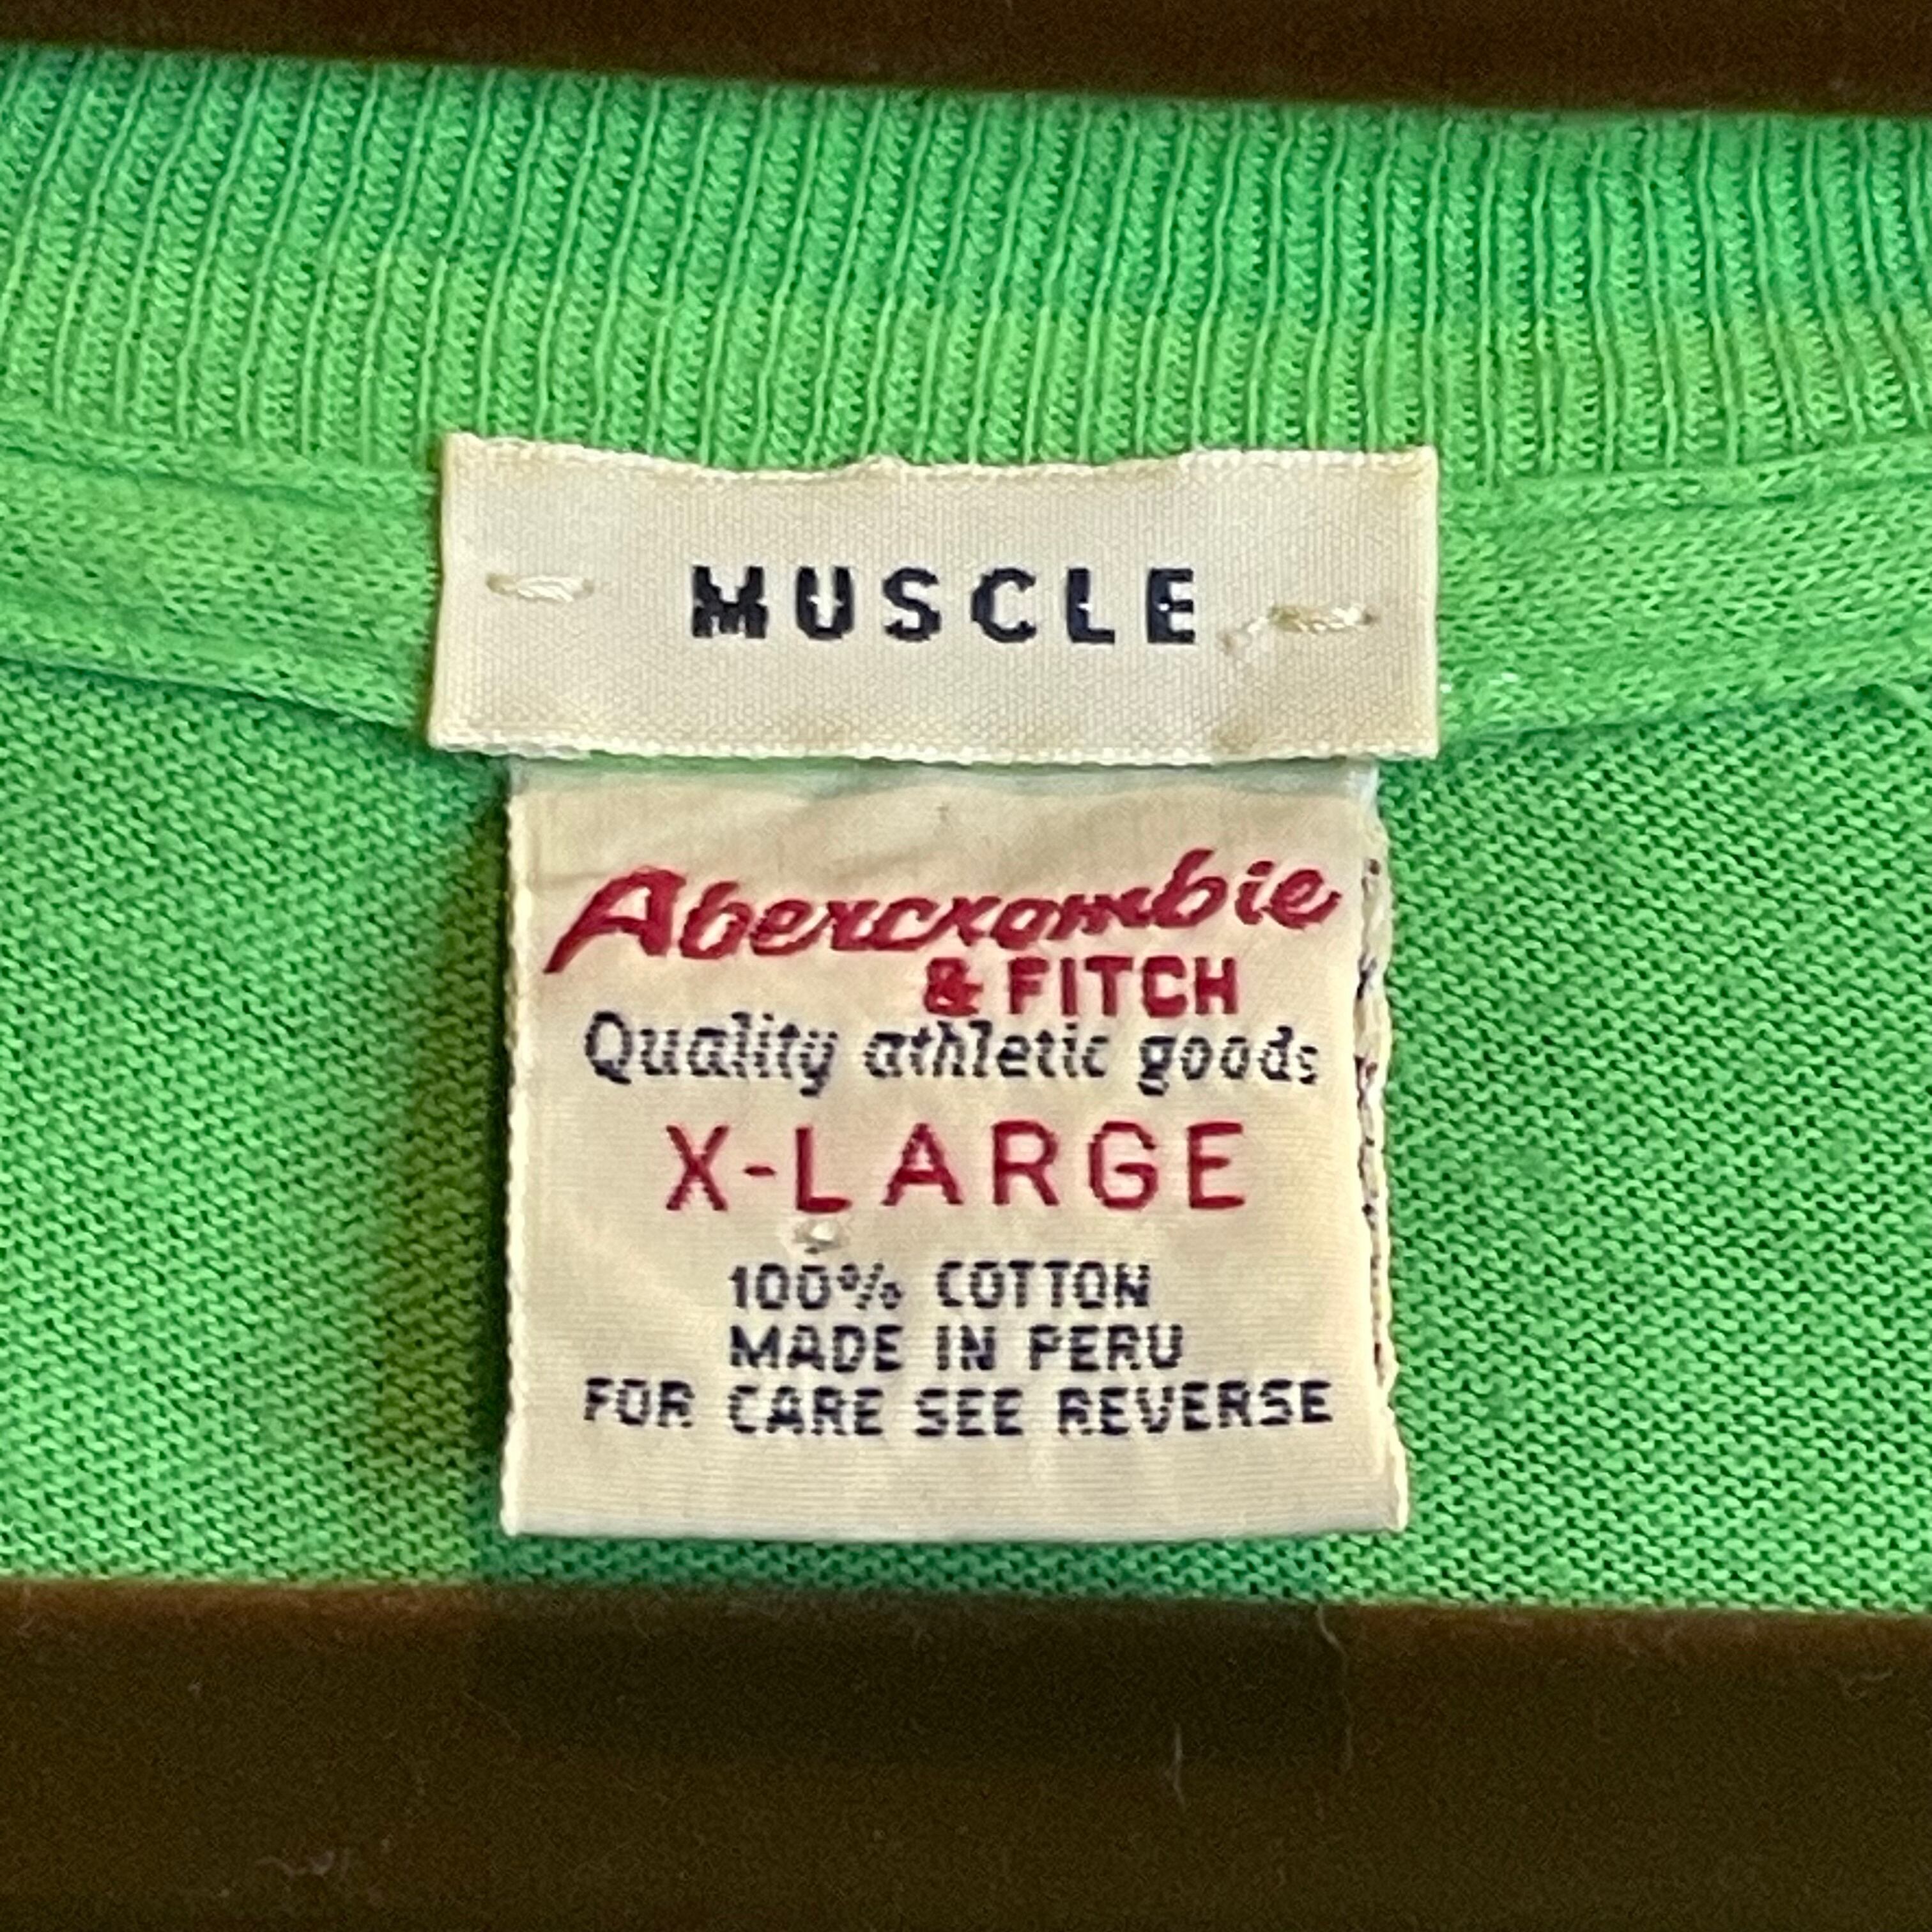 MUSCLE
Abercrombie
& FITCH
Quality athletic goods
X-LARGE
100% COTTON
MADE IN PERU
FOR CARE SEE REVERSE